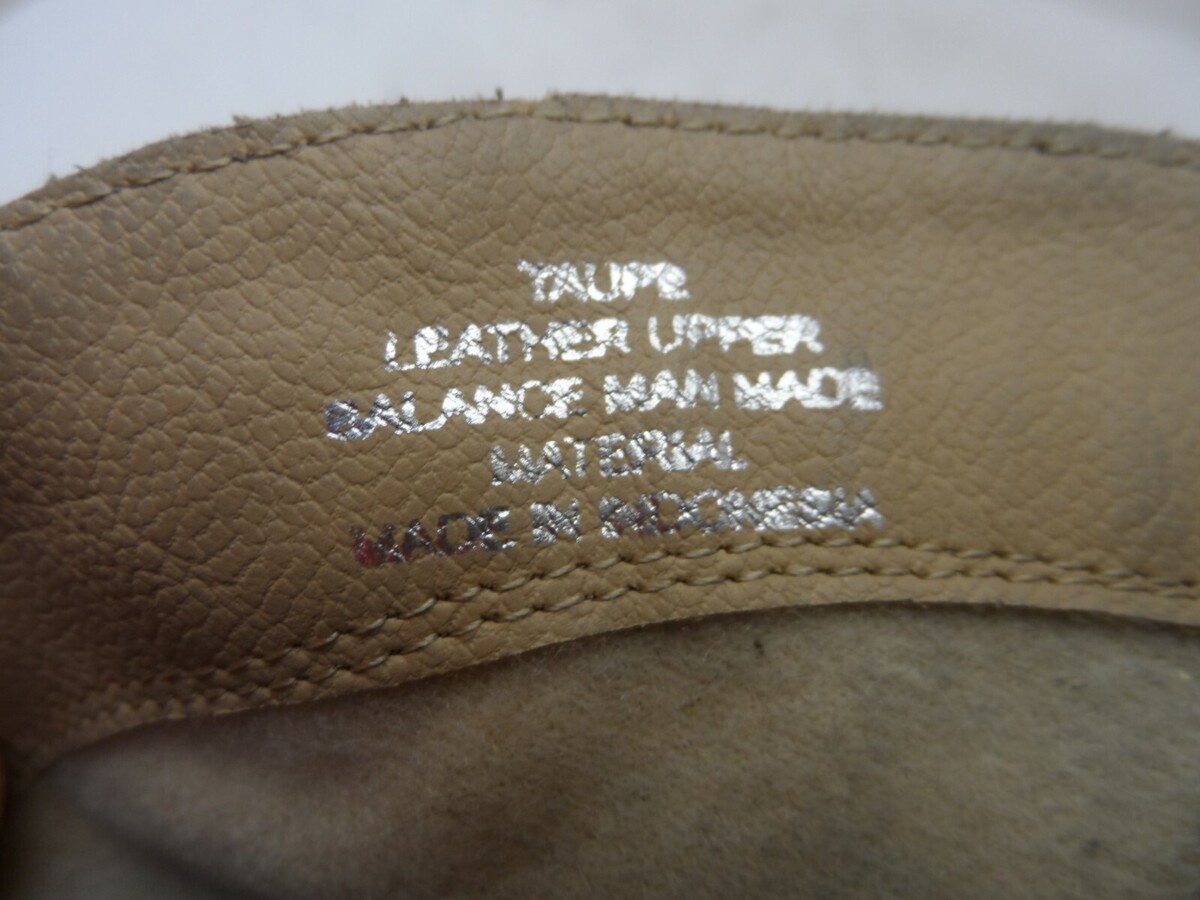 TAUPE
LEATHER UPPER
BALANCE MAN MADE
MATERIAL
MADE IN INDONESIA